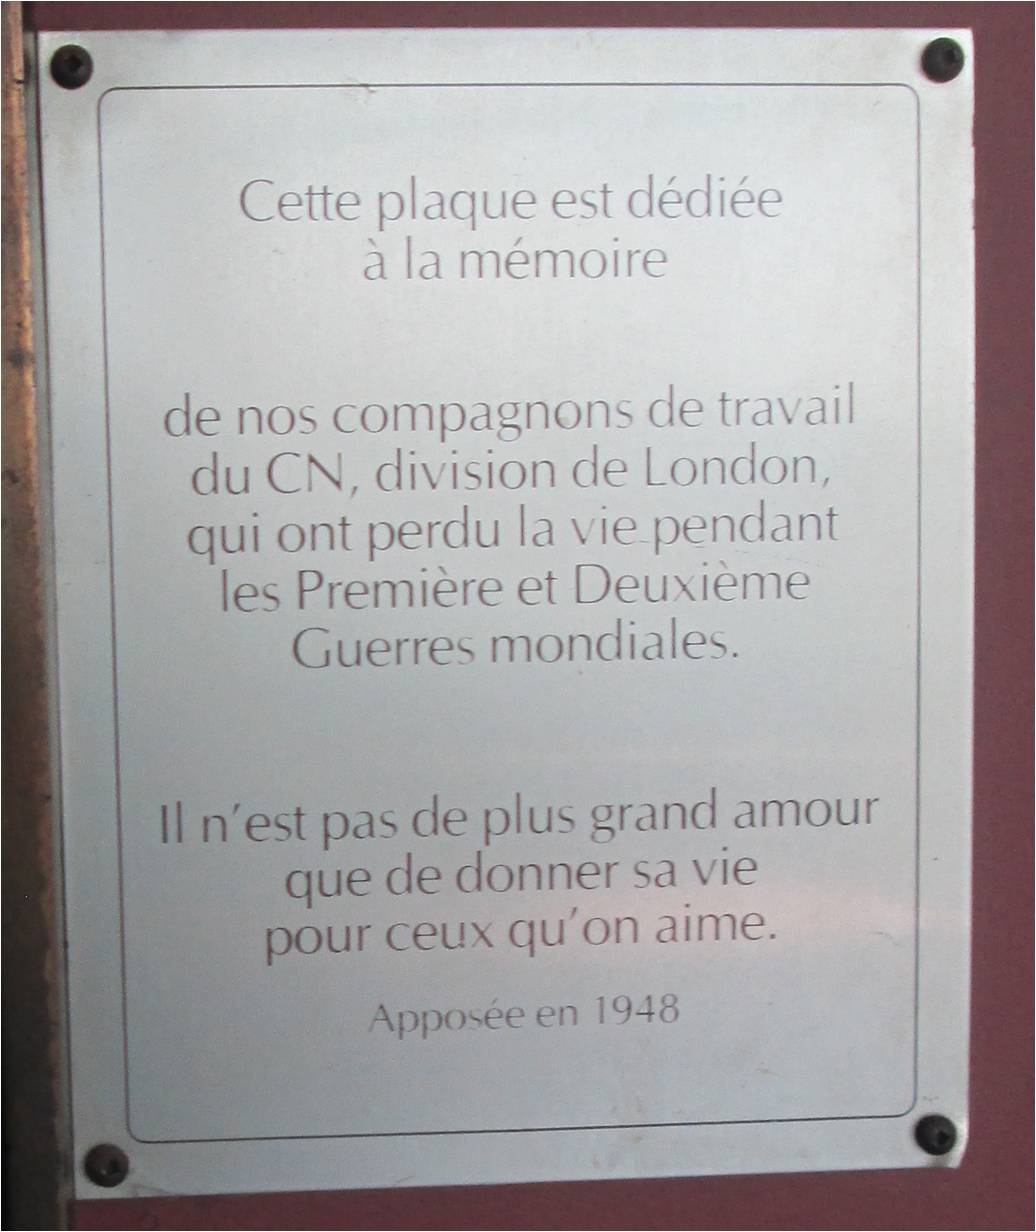 Cette plaque est dédiée
à la mémoire
de nos compagnons de travail
du CN, division de London,
qui ont perdu la vie pendant
les Première et Deuxième
Guerres mondiales.
Il n'est pas de plus grand amour
que de donner sa vie
pour ceux qu'on aime.
Apposée en 1948